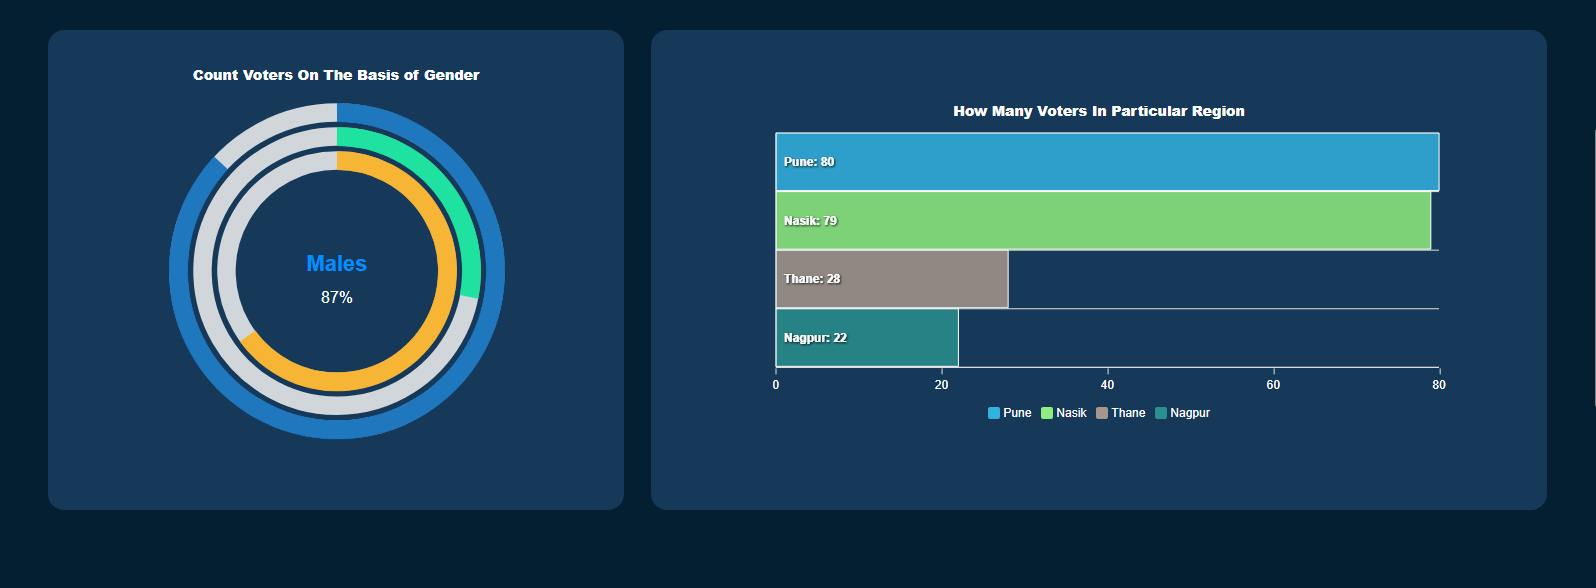 Count Voters On The Basis of Gender
Males
87%
How Many Voters In Particular Region
Pune: 80
Nasik: 79
Thane: 28
Nagpur: 22
0 20 40 60 80
Pune Nasik Thane Nagpur